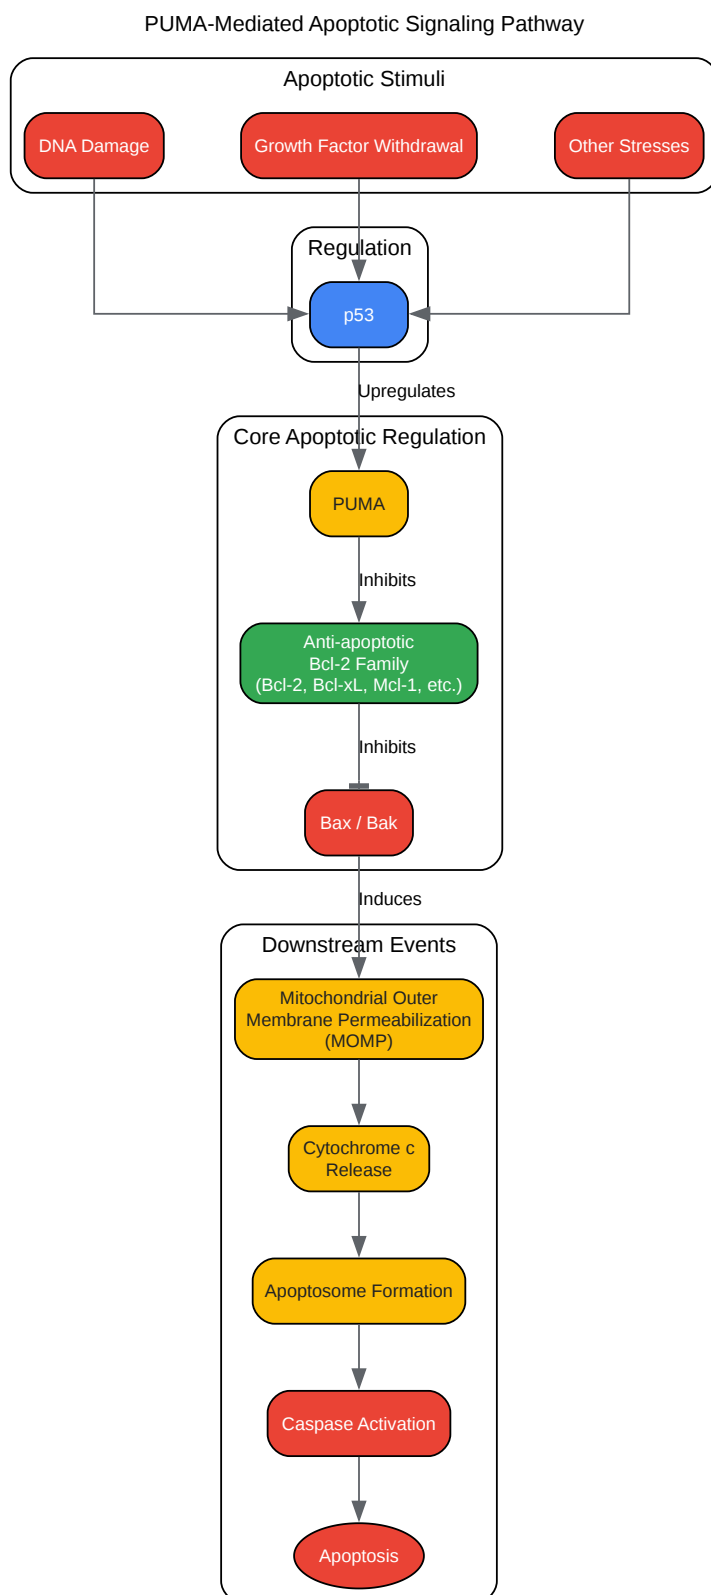 PUMA-Mediated Apoptotic Signaling Pathway
Apoptotic Stimuli
DNA Damage
Growth Factor Withdrawal
Other Stresses
Regulation
p53
Upregulates
Core Apoptotic Regulation
PUMA
Inhibits
Anti-apoptotic
Bcl-2 Family
(Bcl-2, Bcl-xL, Mcl-1, etc.)
Inhibits
Bax / Bak
Induces
Downstream Events
Mitochondrial Outer
Membrane Permeabilization
(MOMP)
Cytochrome c
Release
Apoptosome Formation
Caspase Activation
Apoptosis